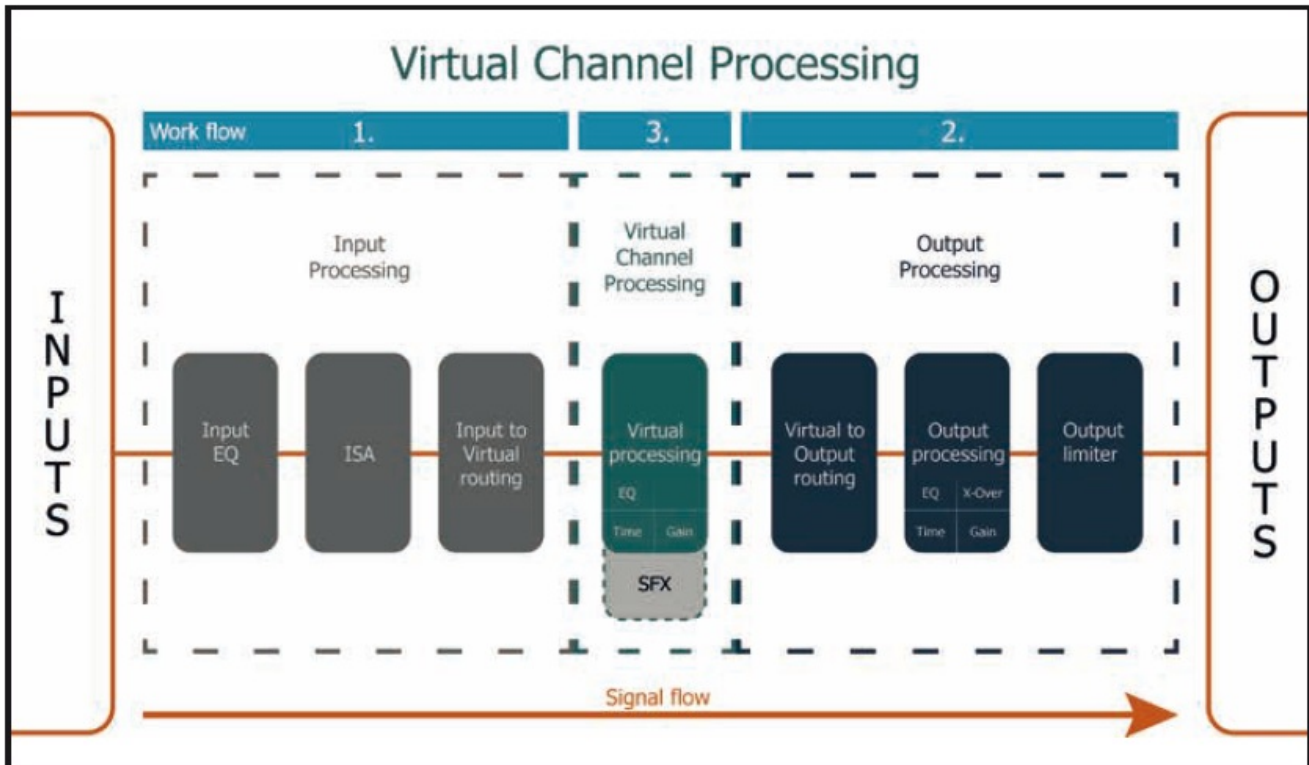 Virtual Channel Processing
Work flow 1. 3. 2.
INPUTS
Input
Processing
Virtual
Channel
Processing
Output
Processing
OUTPUTS
Input
EQ
ISA
Input to
Virtual
routing
Virtual
processing
EQ
Time Gain
SFX
Virtual to
Output
routing
Output
processing
EQ X-Over
Time Gain
Output
limiter
Signal flow